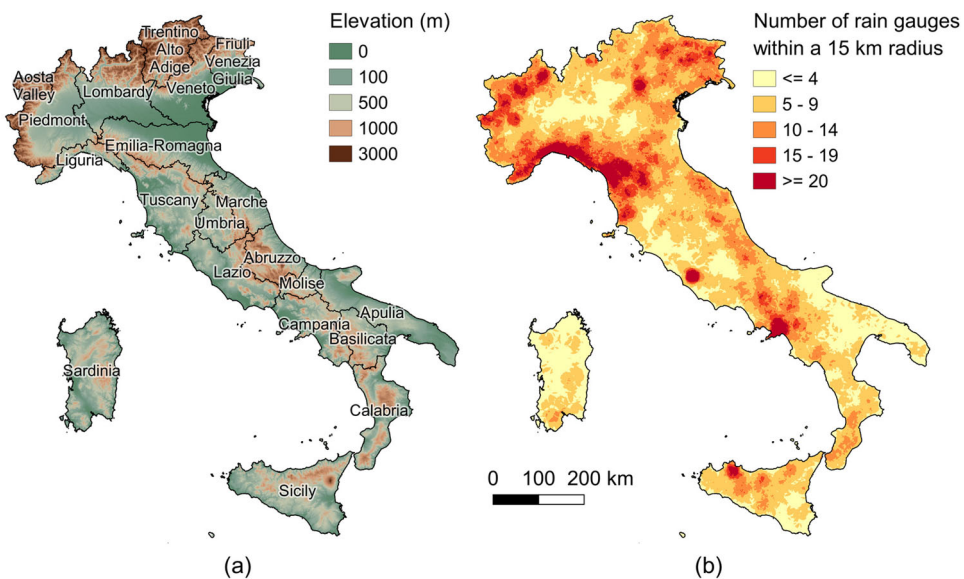 Elevation (m)
0
100
500
1000
3000
Trentino
Alto
Adige
Friuli
Venezia
Giulia
Aosta
Valley
Lombardy
Veneto
Piedmont
Emilia-Romagna
Liguria
Tuscany
Marche
Umbria
Abruzzo
Lazio
Molise
Apulia
Campania
Basilicata
Sardinia
Calabria
Sicily
(a)
Number of rain gauges
within a 15 km radius
<= 4
5 - 9
10 - 14
15 - 19
>= 20
0 100 200 km
(b)